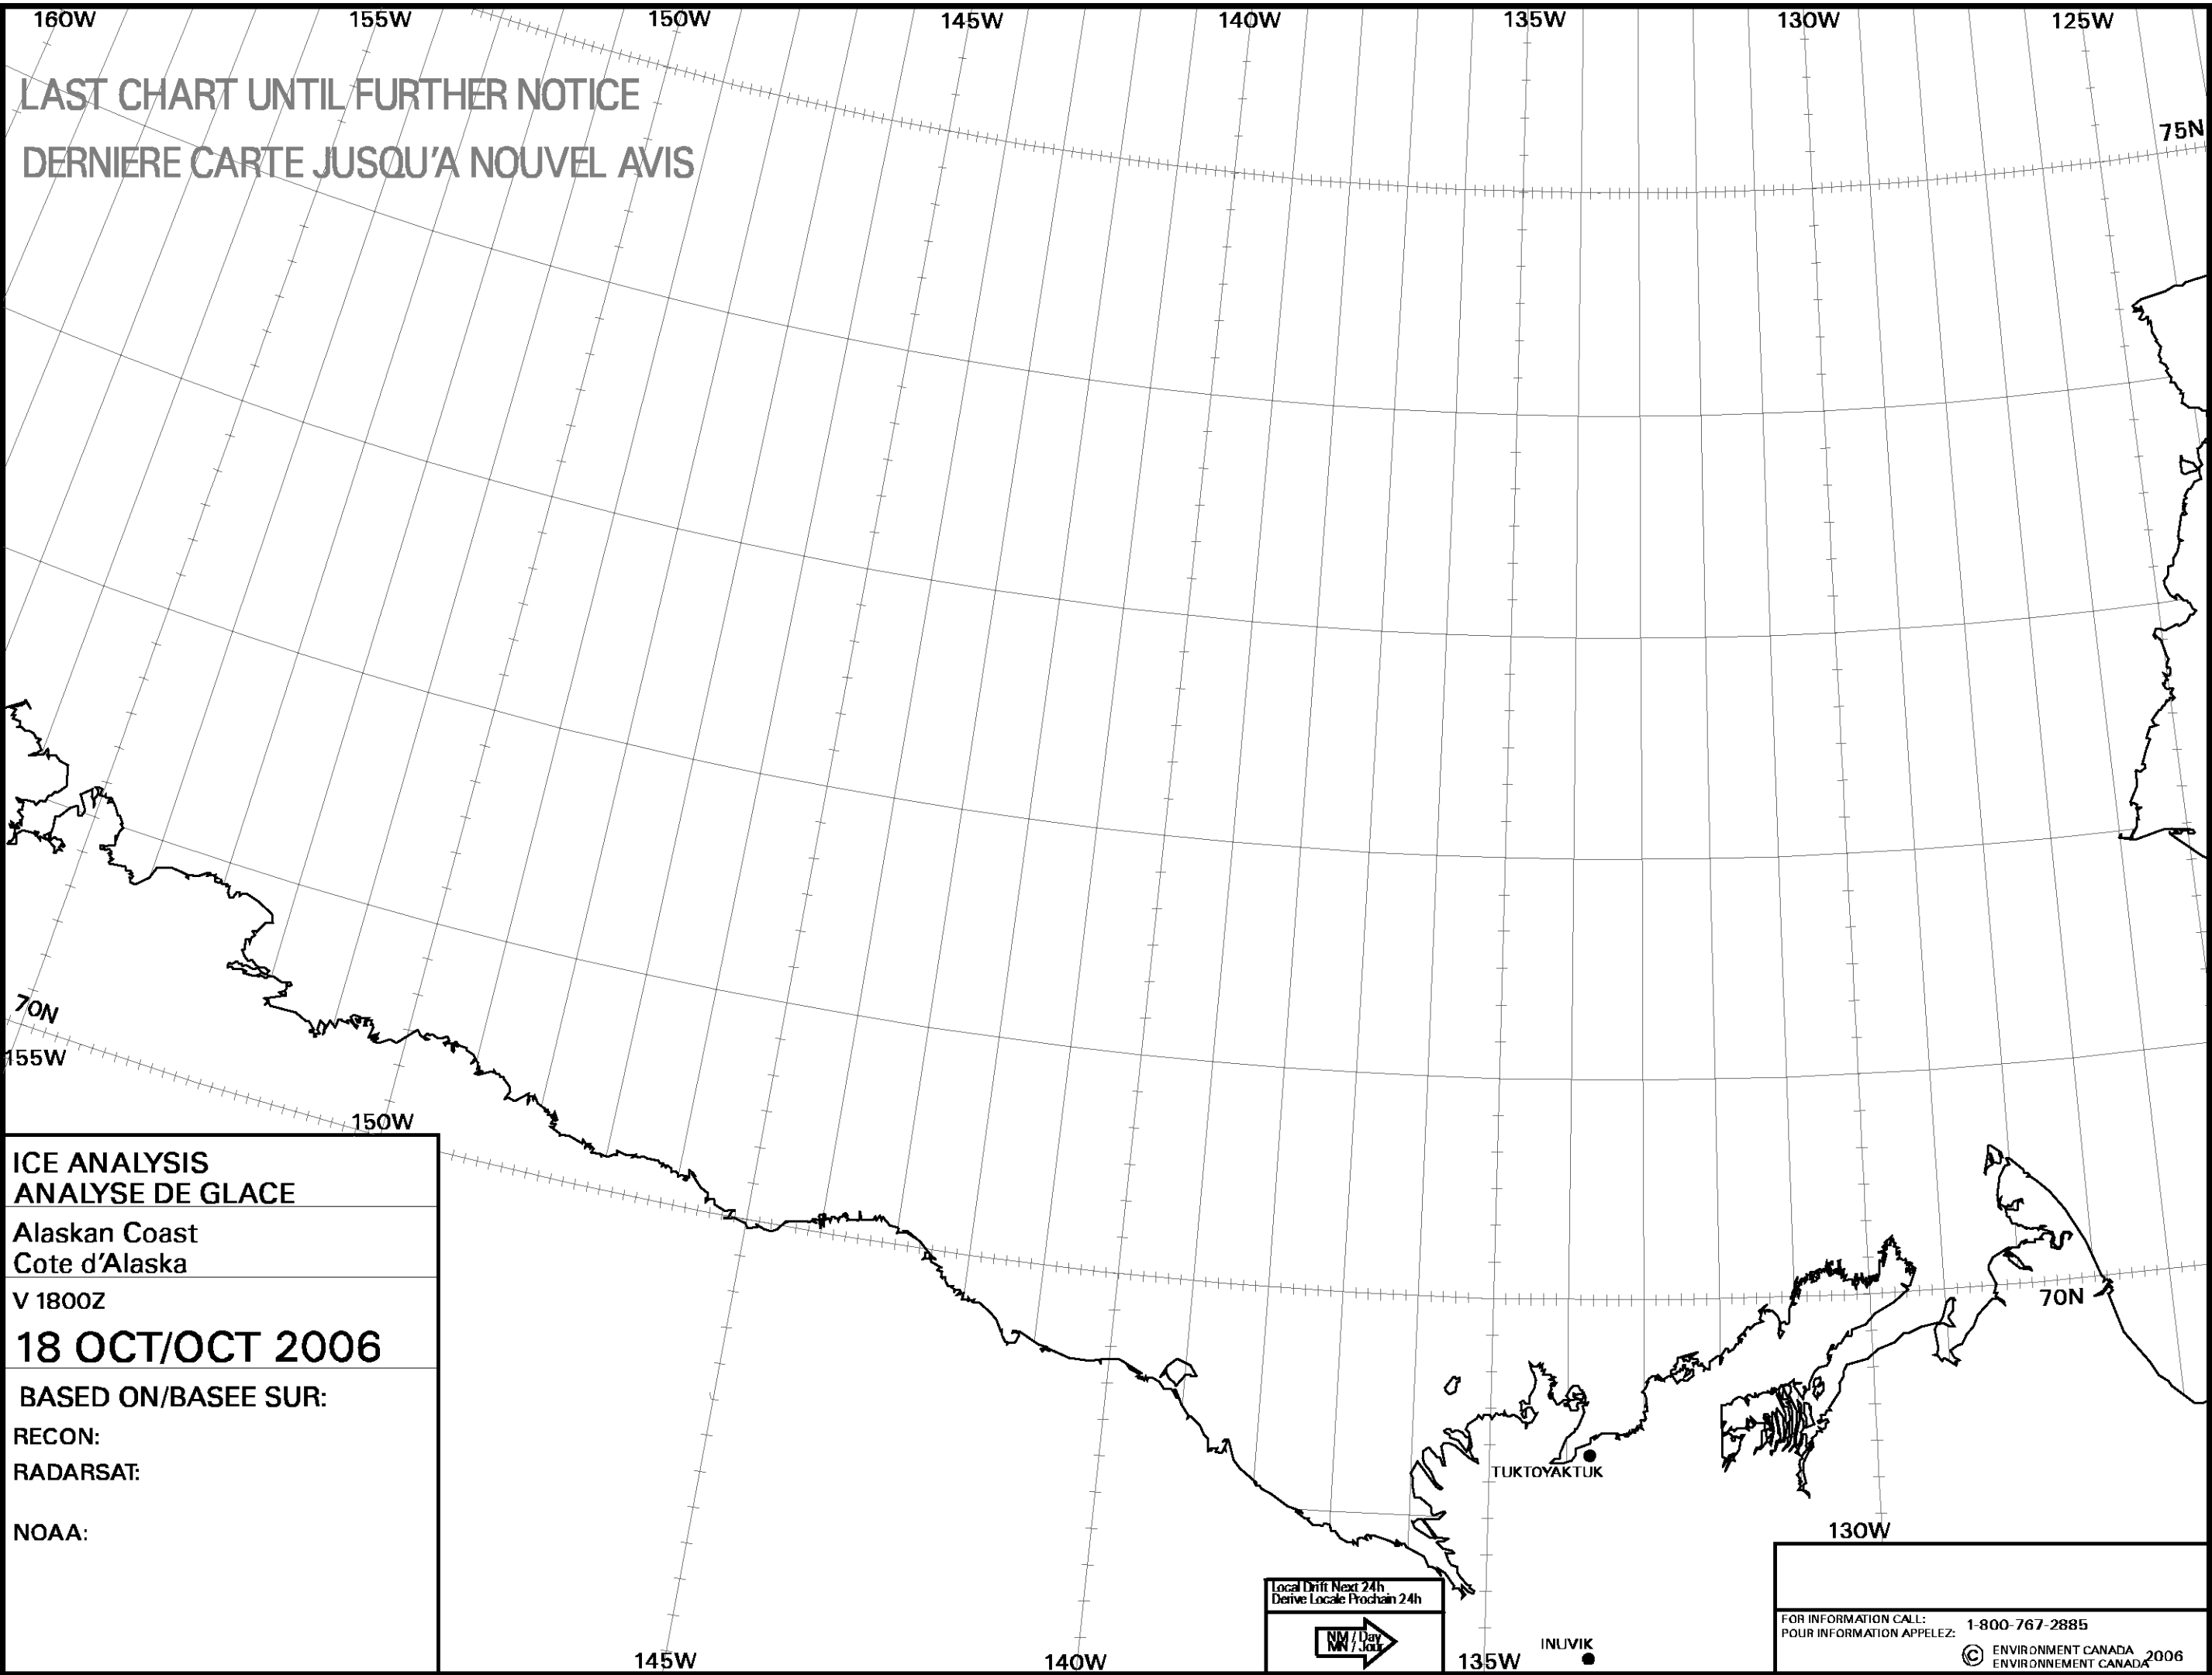 160W 155W 150W 145W 140W 135W 130W 125W
LAST CHART UNTIL FURTHER NOTICE
75N
DERNIERE CARTE JUSQU'A NOUVEL AVIS
70N
155W
150W
ICE ANALYSIS
ANALYSE DE GLACE
Alaskan Coast
Cote d'Alaska
V 1800Z
18 OCT/OCT 2006
BASED ON/BASEE SUR:
RECON:
RADARSAT:
NOAA:
70N
TUKTOYAKTUK
130W
Local Drift Next 24h
Derive Locale Prochain 24h
NM / Day
MN / Jour
INUVIK
145W 140W 135W
FOR INFORMATION CALL: 1-800-767-2885
POUR INFORMATION APPELEZ:
© ENVIRONMENT CANADA 2006
ENVIRONNEMENT CANADA